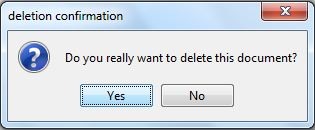 deletion confirmation
Do you really want to delete this document?
Yes
No